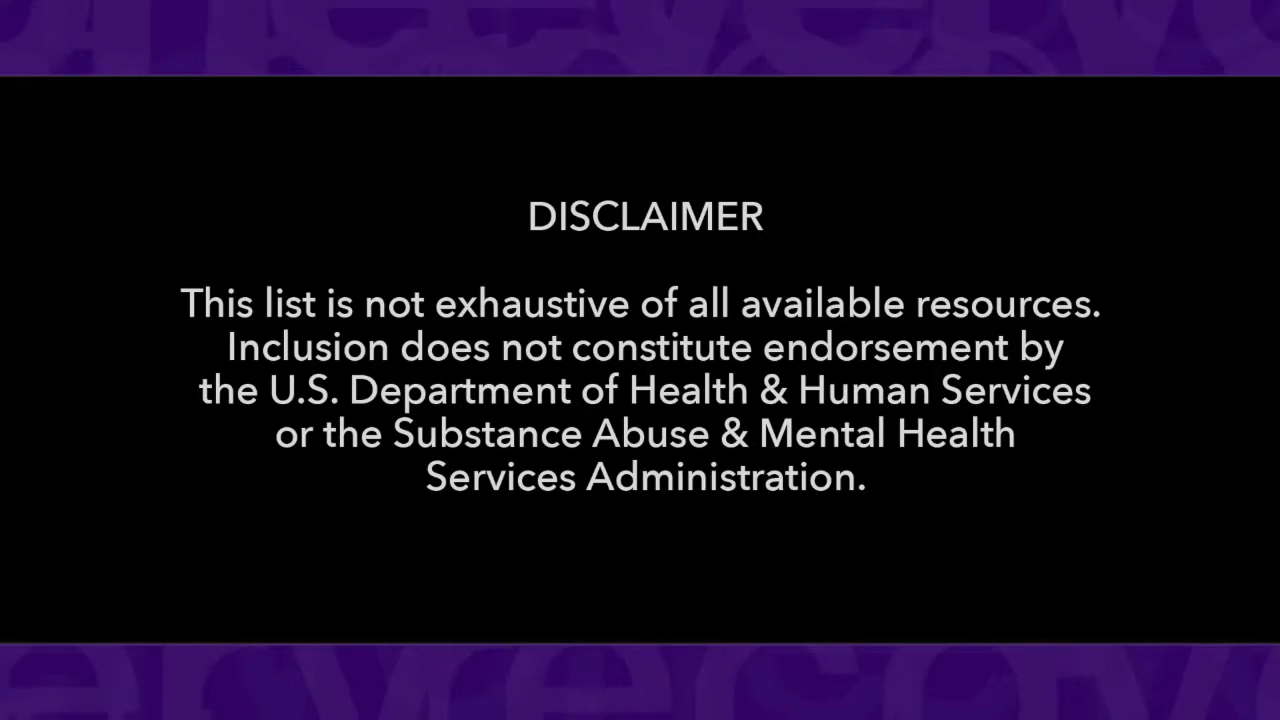 DISCLAIMER
This list is not exhaustive of all available resources.
Inclusion does not constitute endorsement by
the U.S. Department of Health & Human Services
or the Substance Abuse & Mental Health
Services Administration.